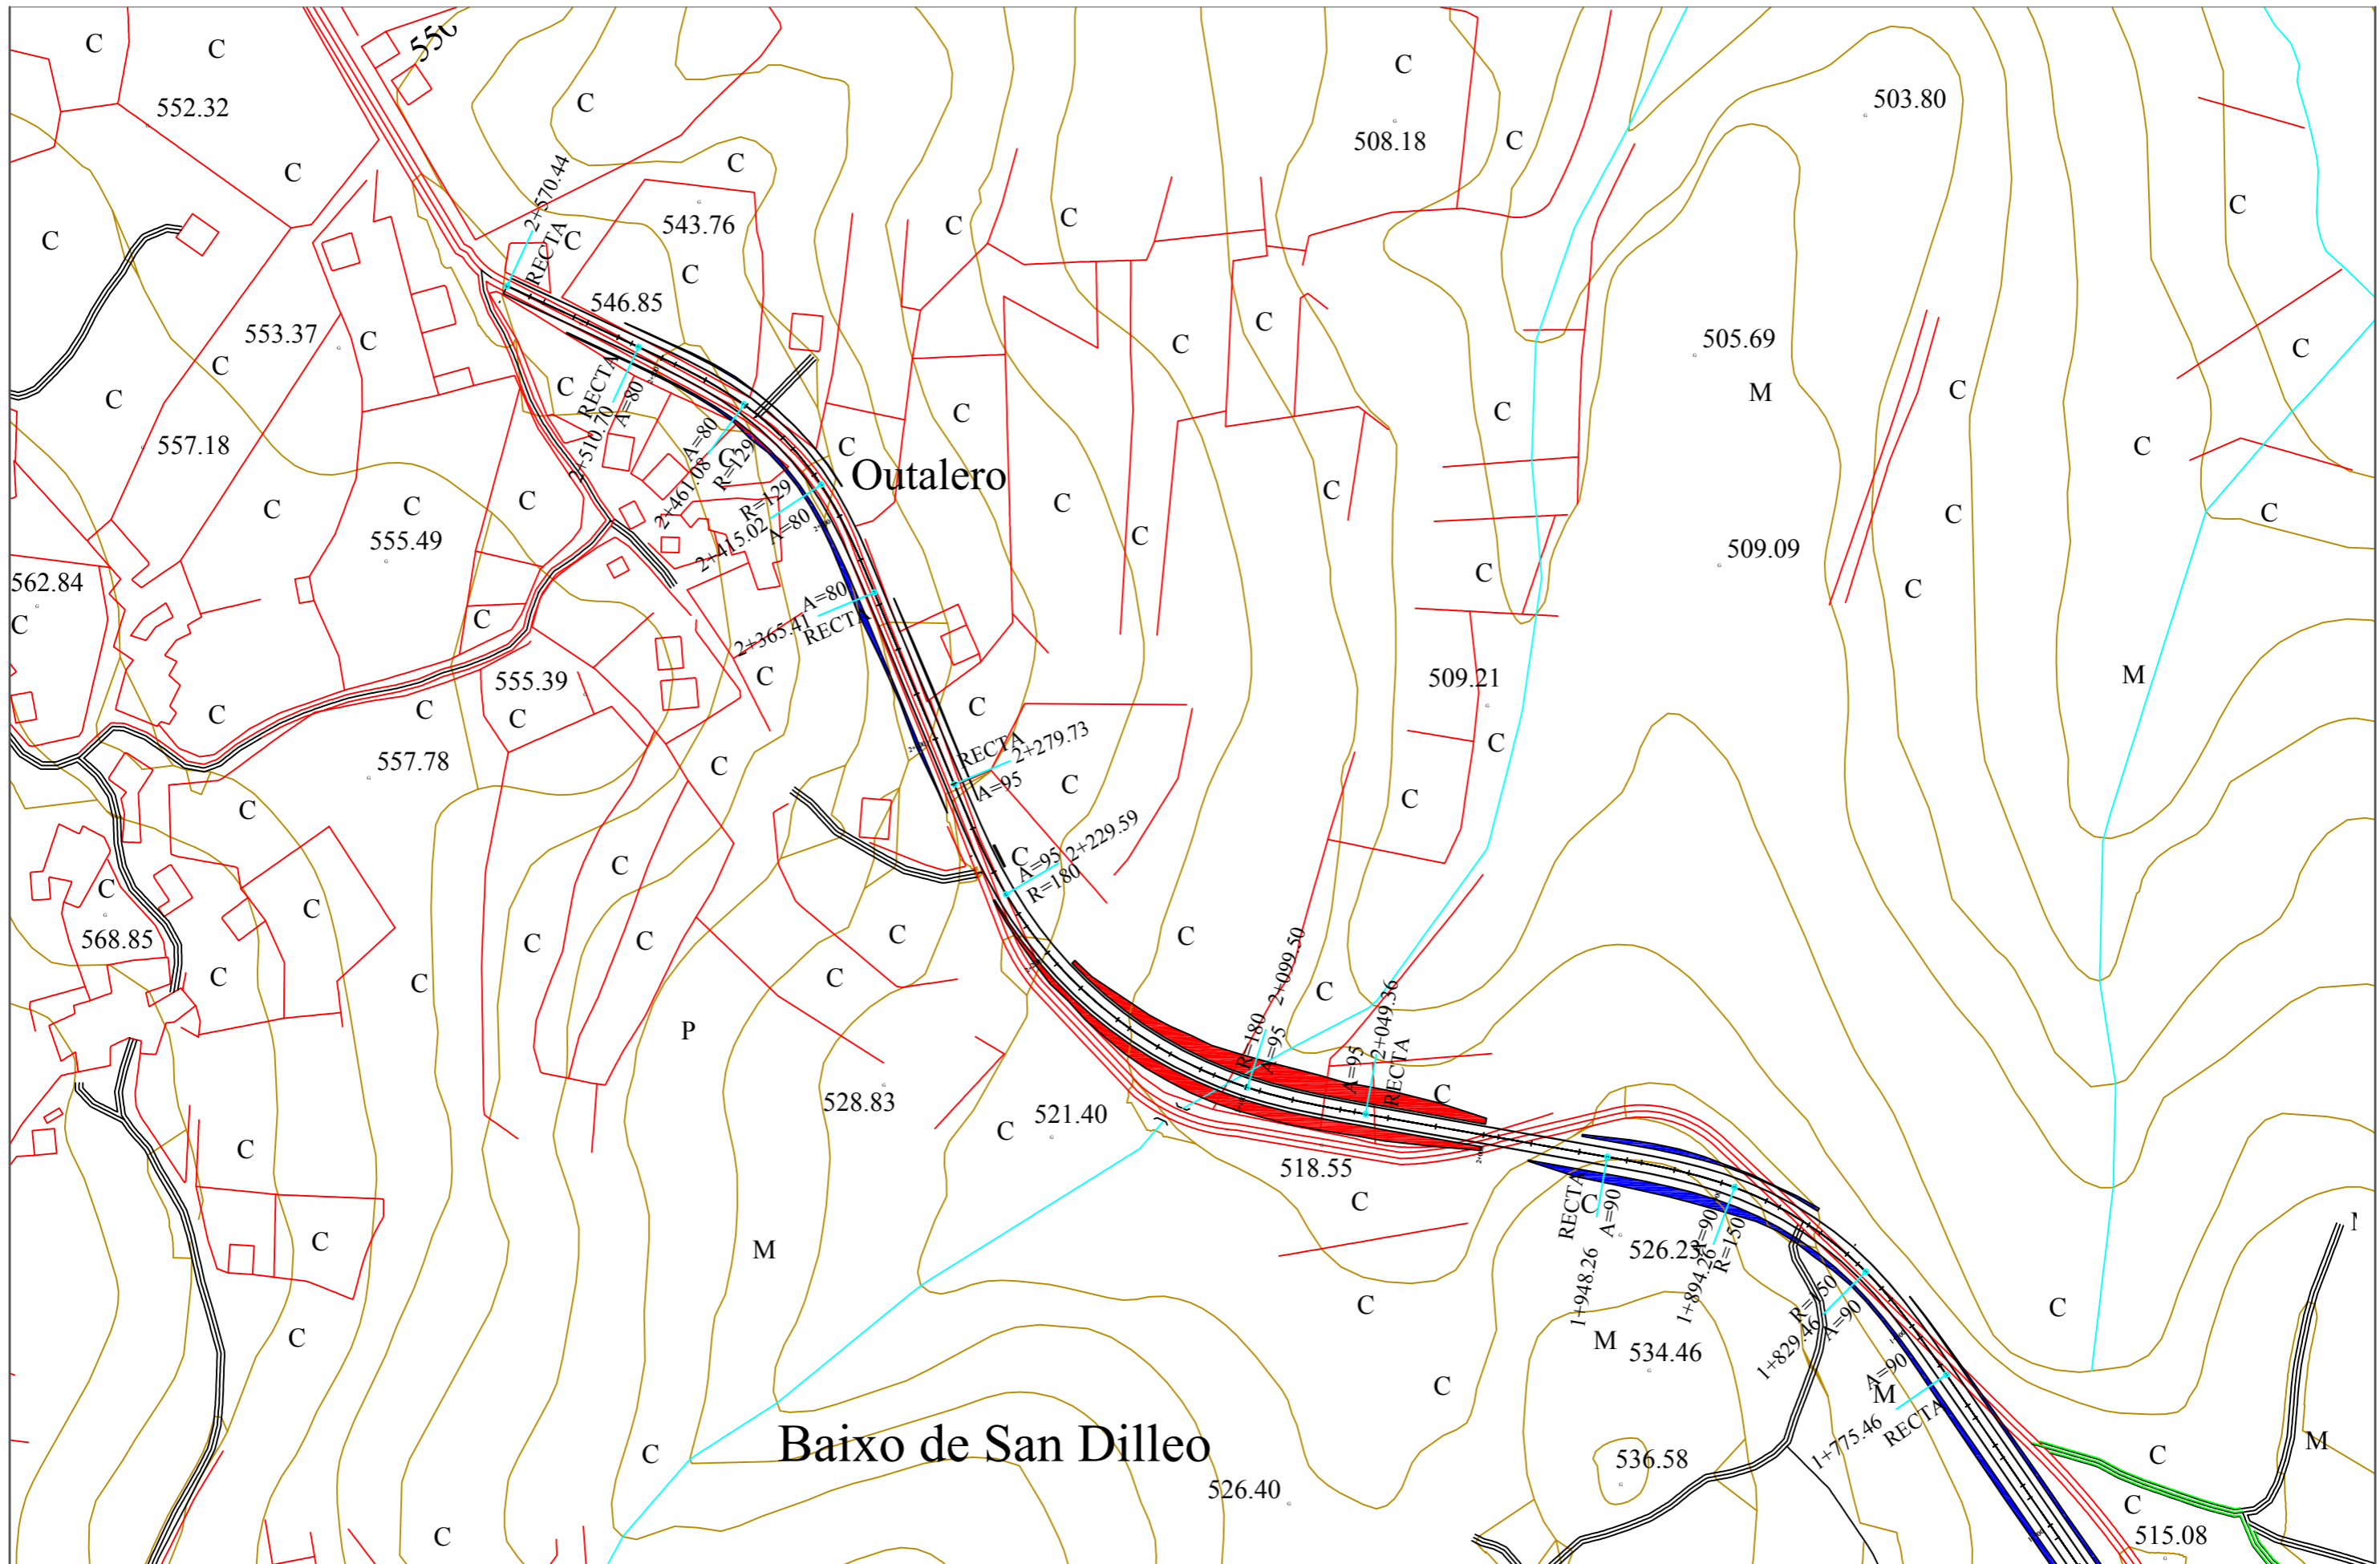 C
C
550
C
552.32
C
503.80
508.18
C
C
C
C
2+570.44
RECTA
C
543.76
C
C
C
C
C
546.85
553.37
C
C
C
C
C
505.69
M
C
C
C
RECTA
2+510.70
A=80
A=80
2+461.08
R=129
C
C
C
C
557.18
Outalero
R=129
2+415.02
A=80
C
C
C
555.49
C
C
C
C
C
562.84
C
509.09
C
C
A=80
2+365.41
RECTA
C
555.39
C
509.21
M
C
C
C
C
C
557.78
RECTA
2+279.73
A=95
C
C
C
C
C
A=95
2+229.59
R=180
C
C
568.85
C
C
C
C
C
C
C
C
C
2+099.50
R=180
A=95
2+049.36
A=95
RECTA
P
528.83
521.40
C
C
518.55
C
C
C
M
RECTA
1+948.26
A=90
C
526.23
A=90
1+894.26
R=150
R=150
1+829.46
A=90
C
C
C
M
534.46
A=90
1+775.46
RECTA
M
C
Baixo de San Dilleo
C
536.58
526.40
C
M
C
515.08
C